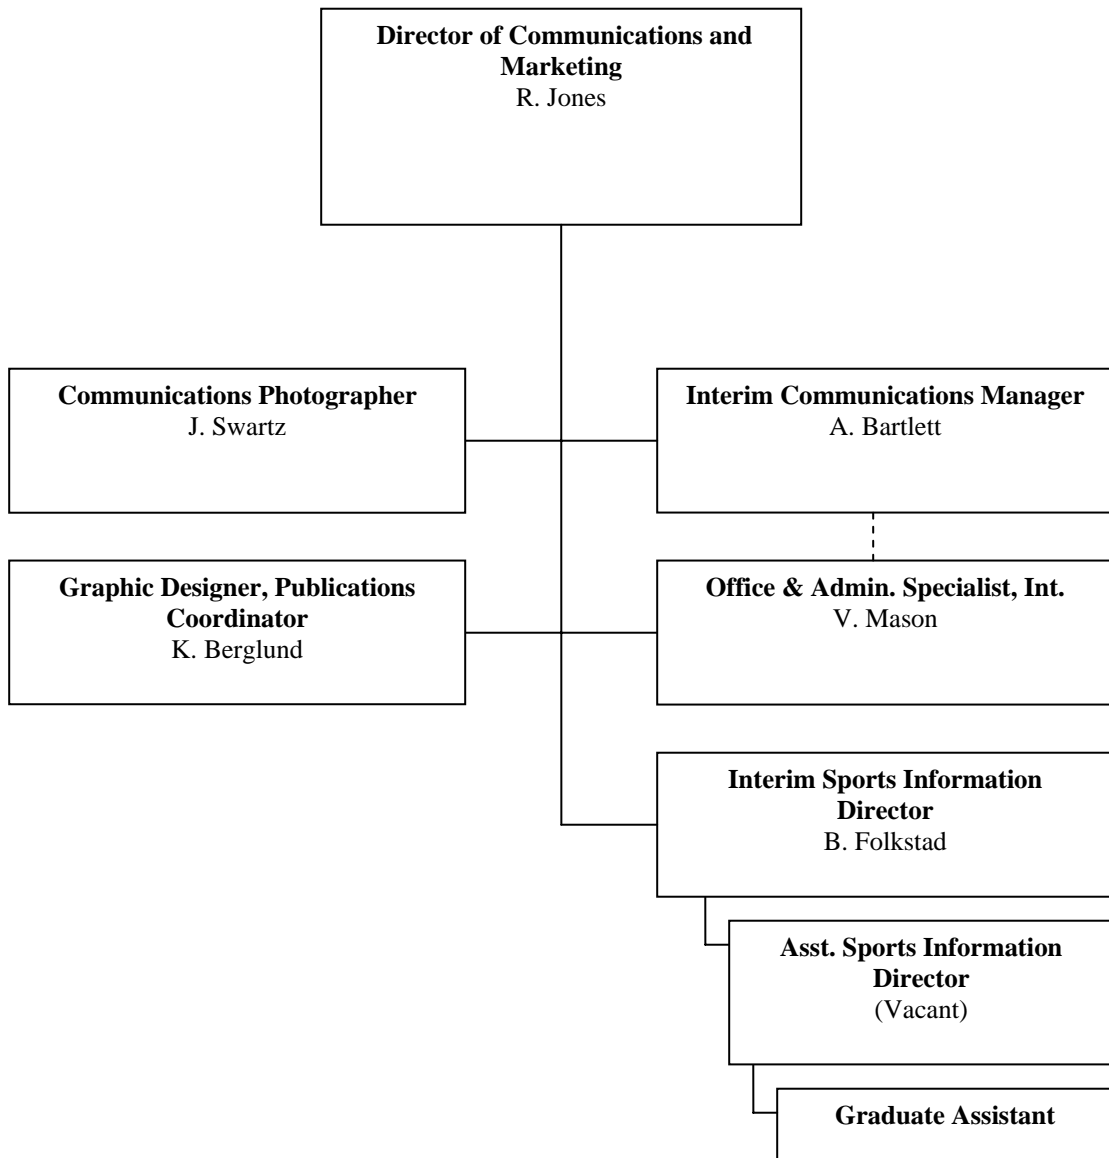 Director of Communications and
Marketing
R. Jones
Communications Photographer
J. Swartz
Interim Communications Manager
A. Bartlett
Graphic Designer, Publications
Coordinator
K. Berglund
Office & Admin. Specialist, Int.
V. Mason
Interim Sports Information
Director
B. Folkstad
Asst. Sports Information
Director
(Vacant)
Graduate Assistant